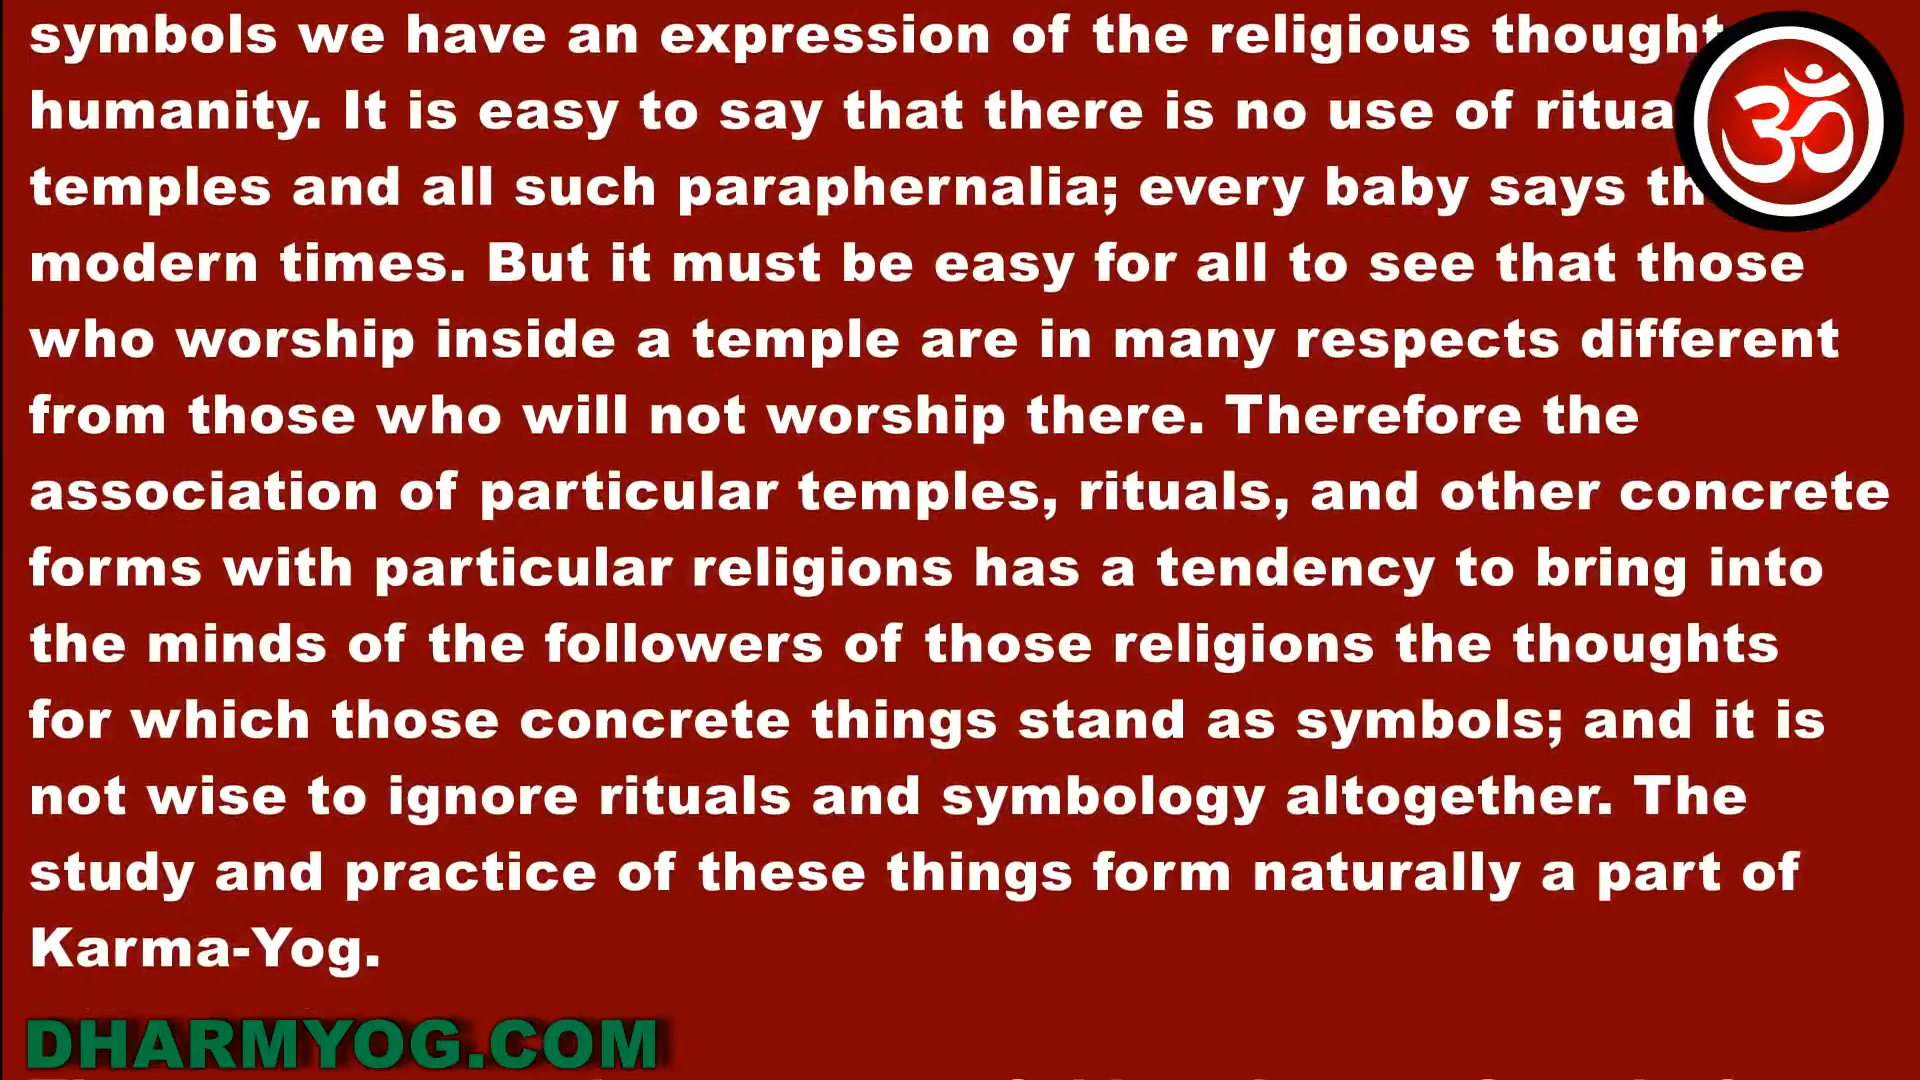 symbols we have an expression of the religious thought
humanity. It is easy to say that there is no use of
temples and all such paraphernalia; every baby says
modern times. But it must be easy for all to see that those
who worship inside a temple are in many respects different
from those who will not worship there. Therefore the
association of particular temples, rituals, and other concrete
forms with particular religions has a tendency to bring into
the minds of the followers of those religions the thoughts
for which those concrete things stand as symbols; and it is
not wise to ignore rituals and symbology altogether. The
study and practice of these things form naturally a part of
Karma-Yog.
DHARMYOG.COM
ॐ